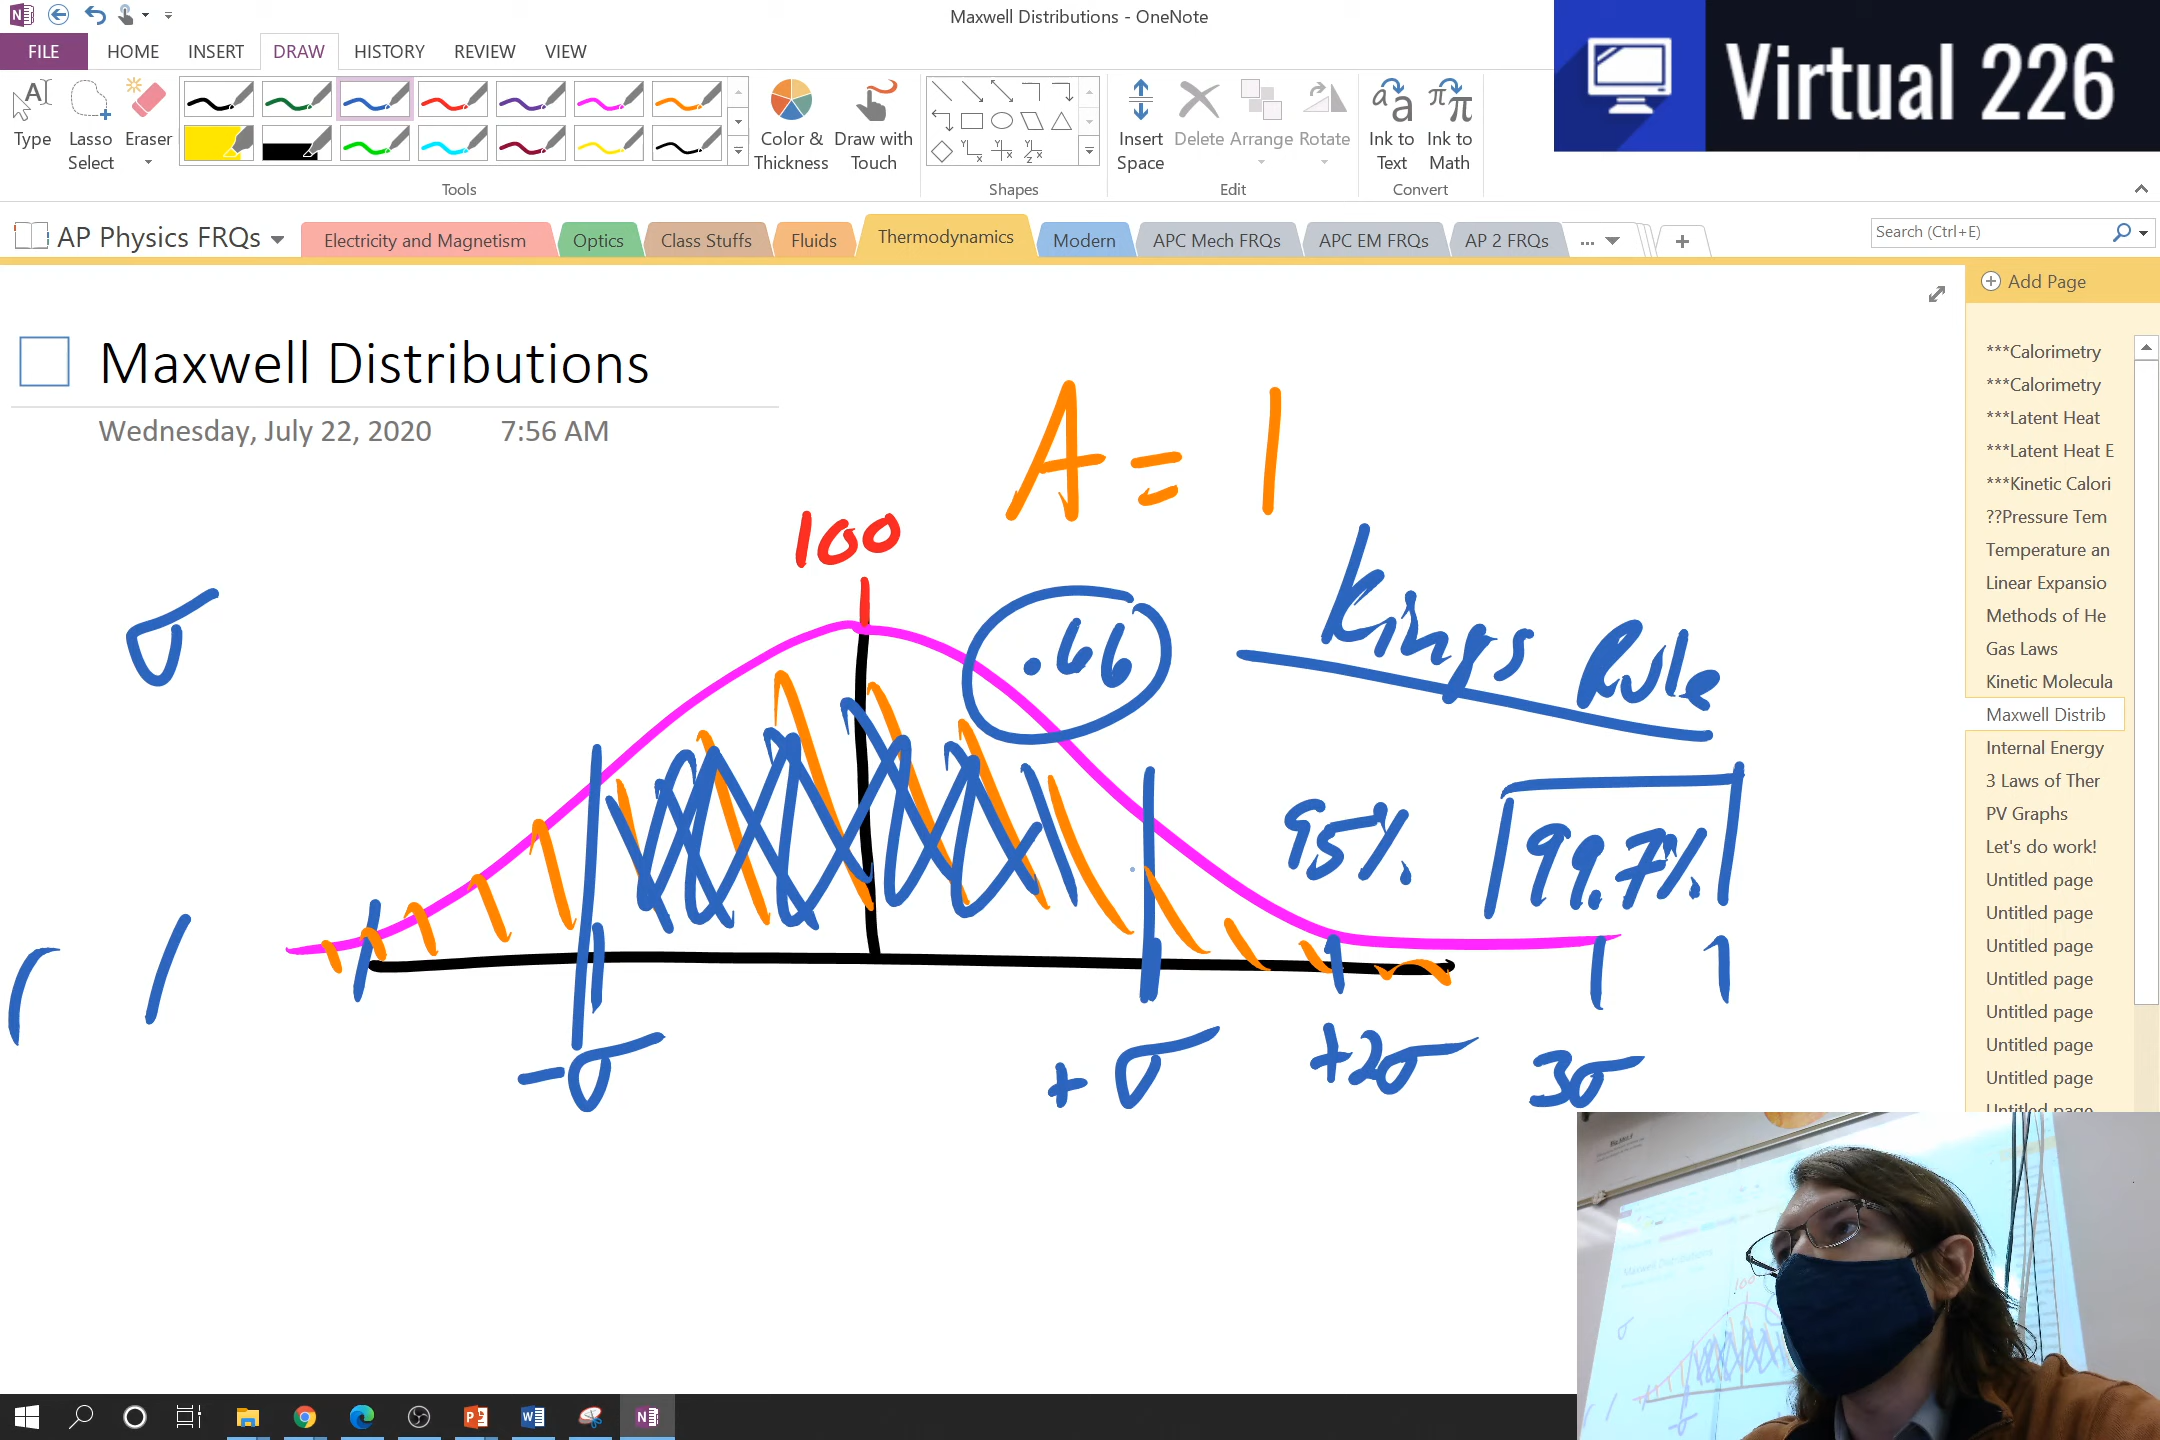 Maxwell Distributions - OneNote
Virtual 226
FILE HOME INSERT DRAW HISTORY REVIEW VIEW
Type
Lasso Select
Eraser
Color & Thickness
Draw with Touch
Insert Space
Delete
Arrange
Rotate
Ink to Text
Ink to Math
Tools
Shapes
Edit
Convert
AP Physics FRQs
Electricity and Magnetism
Optics
Class Stuffs
Fluids
Thermodynamics
Modern
APC Mech FRQs
APC EM FRQs
AP 2 FRQs
...
Search (Ctrl+E)
Add Page
Maxwell Distributions
Wednesday, July 22, 2020 7:56 AM
A = 1
100
σ
.66
Kings Rule
95%
99.7%
-σ
+σ
+2σ
3σ
***Calorimetry
***Calorimetry
***Latent Heat
***Latent Heat E
***Kinetic Calori
??Pressure Tem
Temperature an
Linear Expansio
Methods of He
Gas Laws
Kinetic Molecula
Maxwell Distrib
Internal Energy
3 Laws of Ther
PV Graphs
Let's do work!
Untitled page
Untitled page
Untitled page
Untitled page
Untitled page
Untitled page
Untitled page
Untitled page